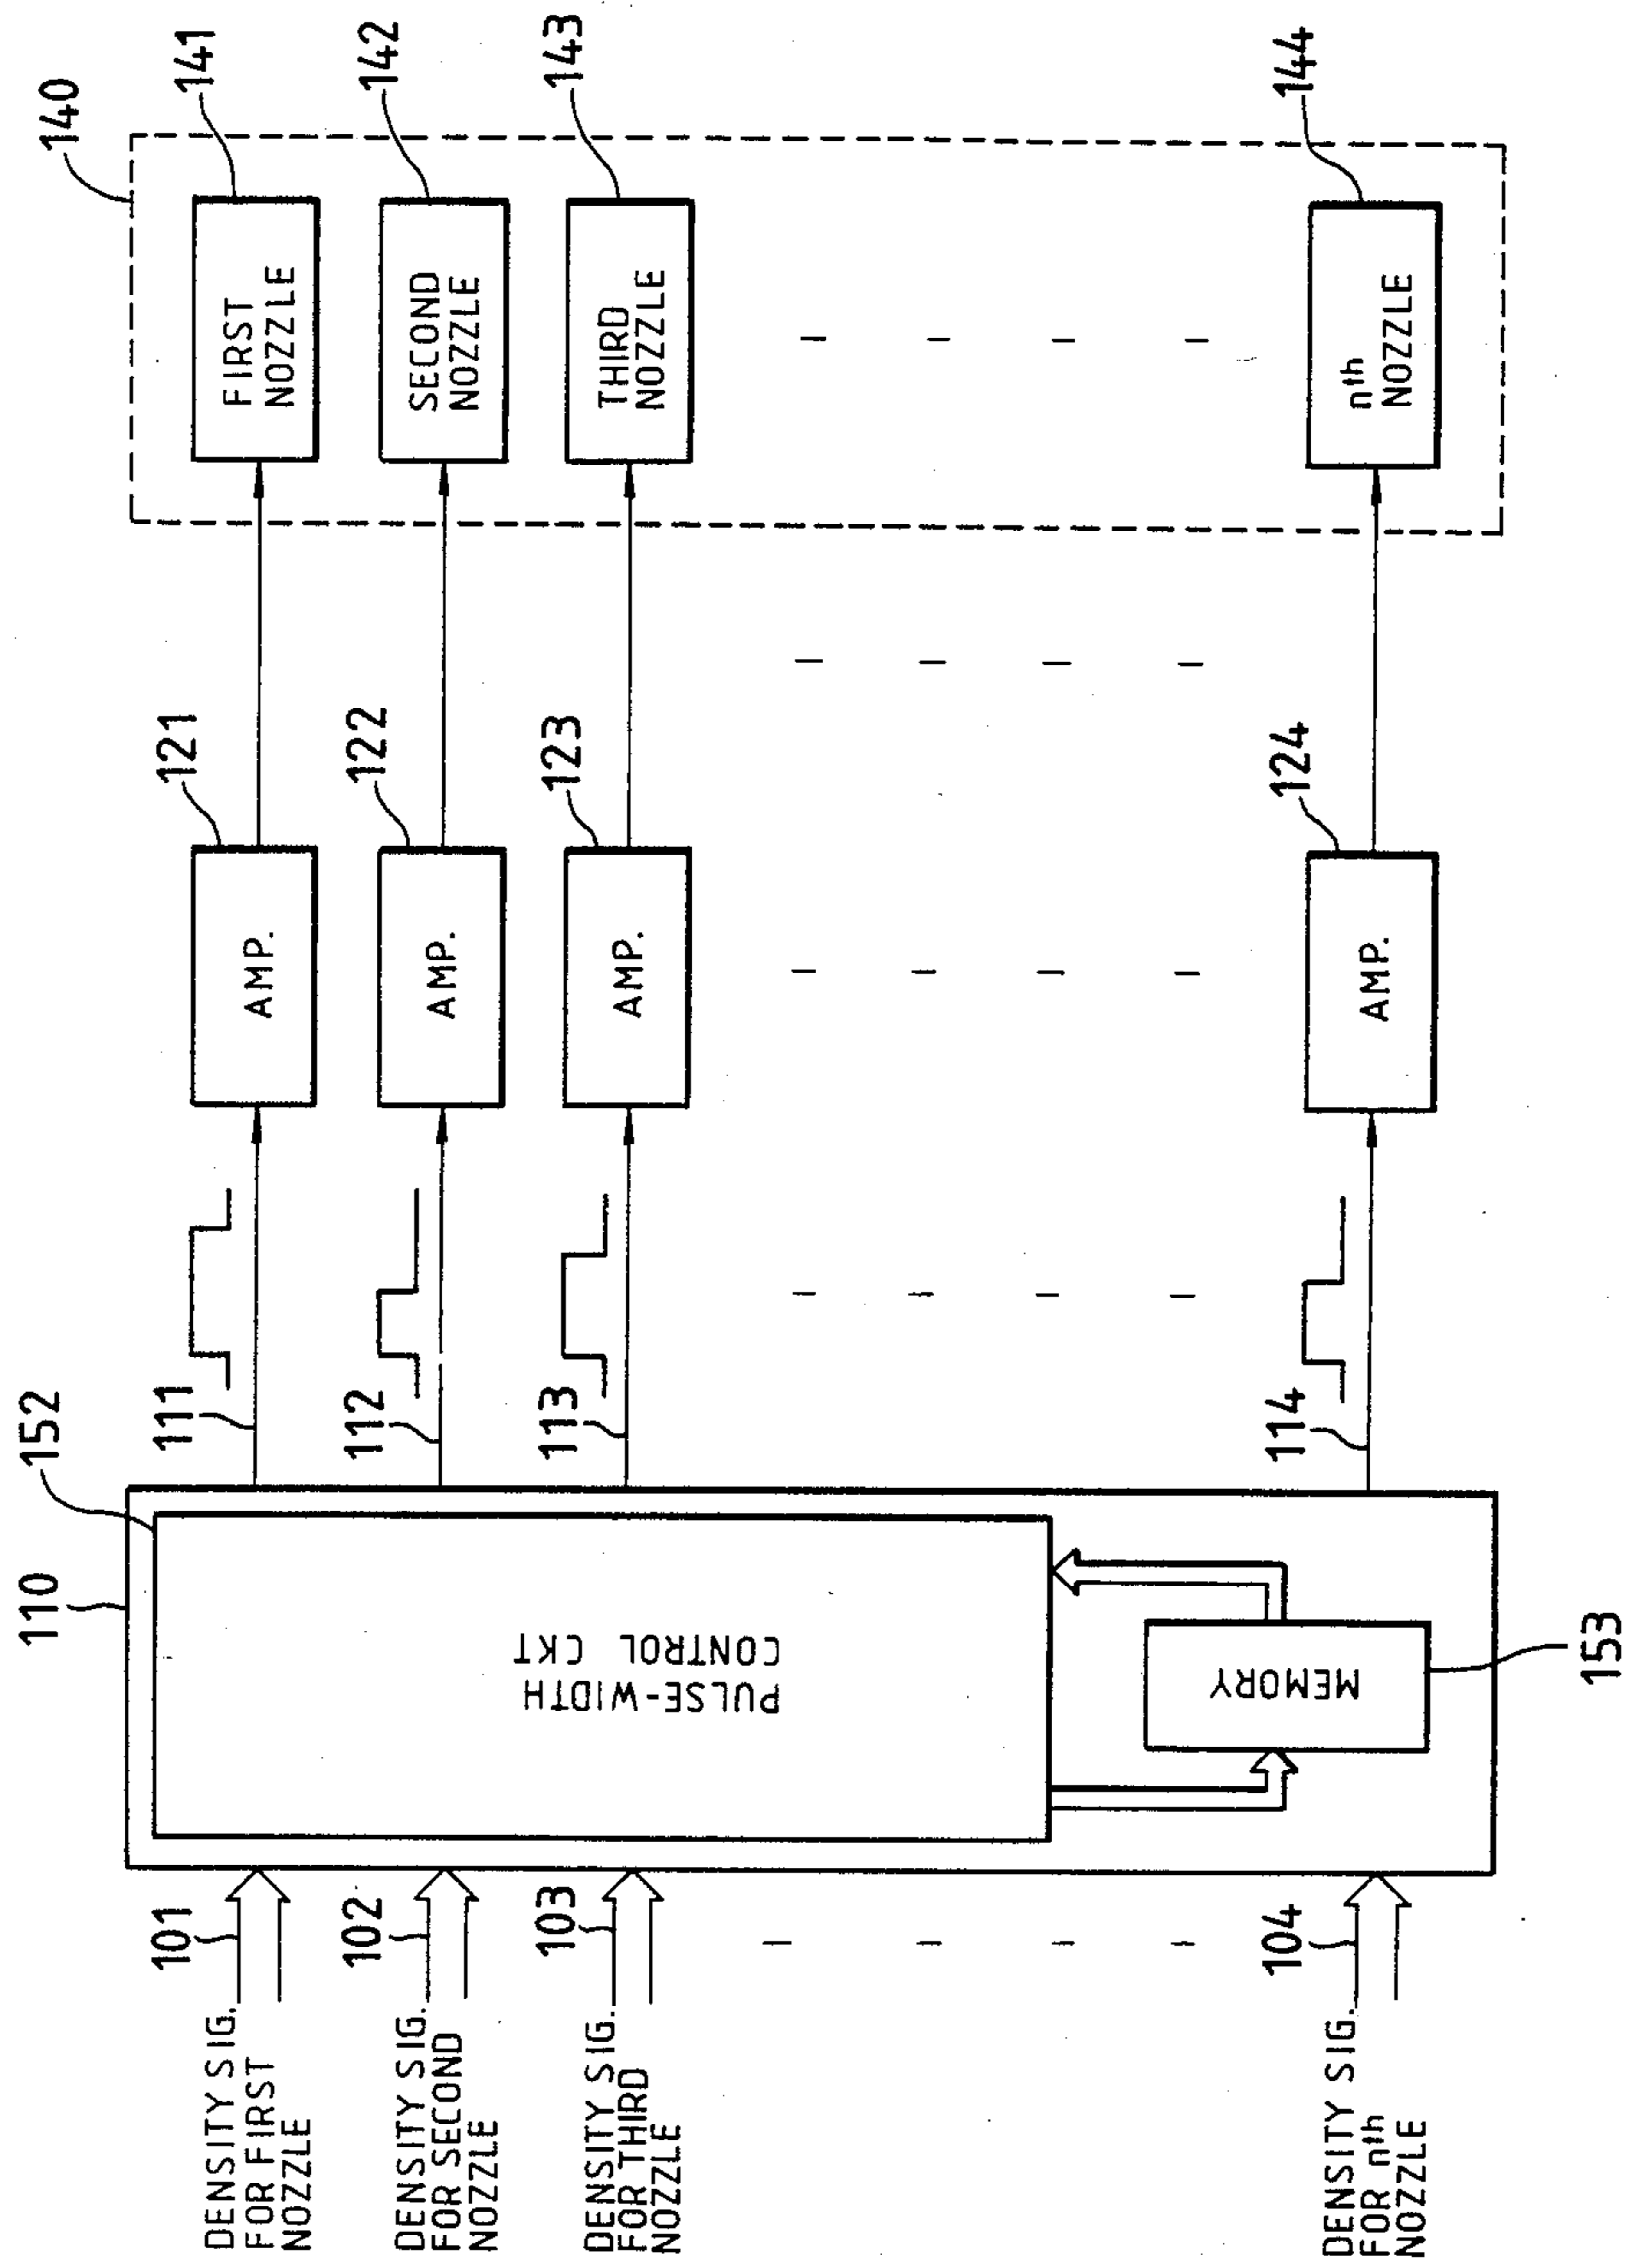 140
141
142
143
144
FIRST
NOZZLE
SECOND
NOZZLE
THIRD
NOZZLE
nth
NOZZLE
121
122
123
124
AMP.
AMP.
AMP.
AMP.
111
112
113
114
110
152
PULSE-WIDTH
CONTROL CKT
MEMORY
153
101
102
103
104
DENSITY SIG.
FOR FIRST
NOZZLE
DENSITY SIG.
FOR SECOND
NOZZLE
DENSITY SIG.
FOR THIRD
NOZZLE
DENSITY SIG.
FOR nth
NOZZLE